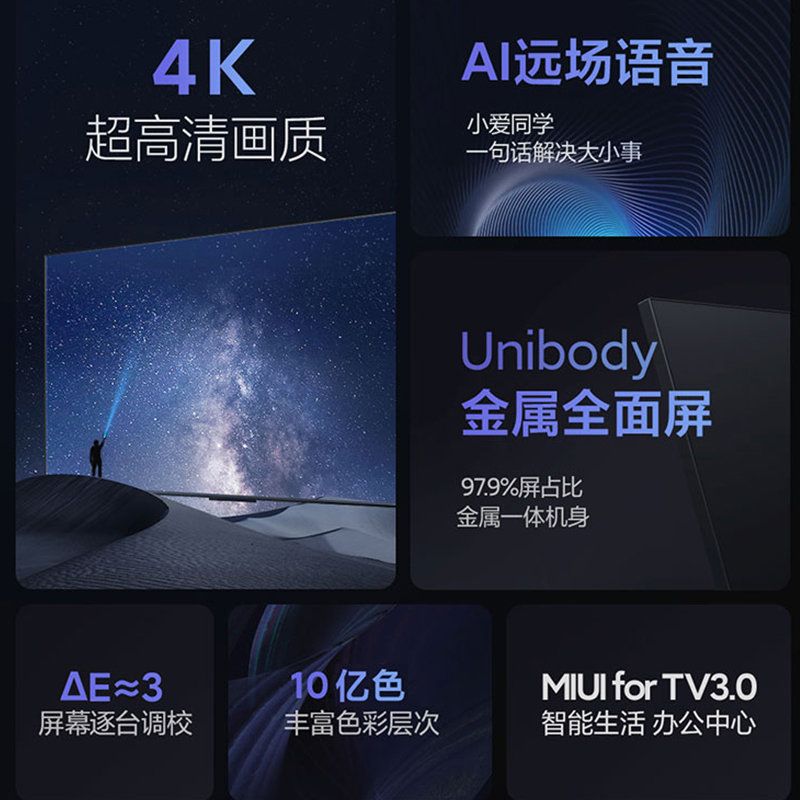 4K
超高清画质
AI远场语音
小爱同学
一句话解决大小事
Unibody
金属全面屏
97.9%屏占比
金属一体机身
ΔE≈3
屏幕逐台调校
10亿色
丰富色彩层次
MIUI for TV3.0
智能生活 办公中心